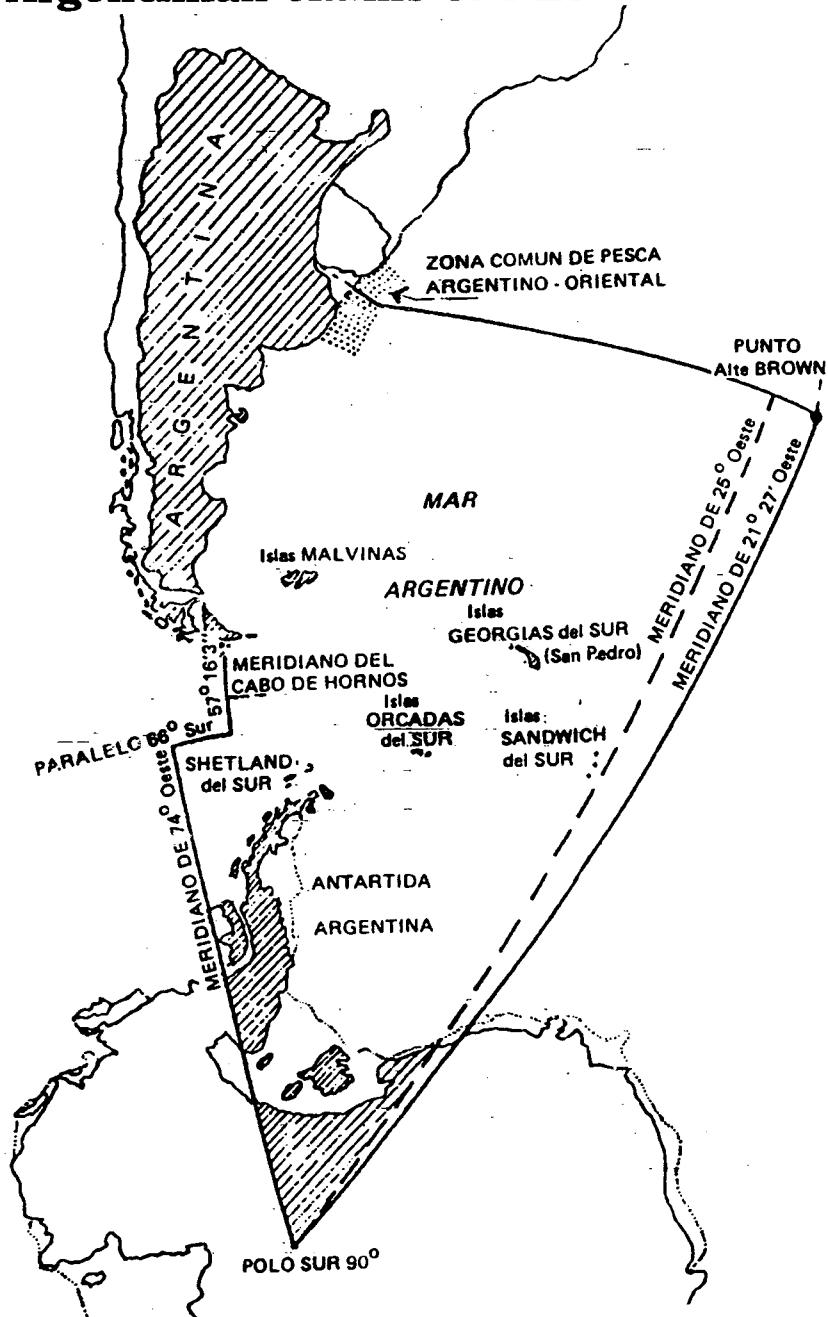 ARGENTINA
ZONA COMUN DE PESCA
ARGENTINO - ORIENTAL
PUNTO
Alte BROWN
MERIDIANO DE 25° Oeste
MERIDIANO DE 21° 27' Oeste
MAR
ARGENTINO
Islas MALVINAS
Islas
GEORGIAS del SUR
(San Pedro)
57° 16'3"
MERIDIANO DEL
CABO DE HORNOS
Islas
ORCADAS
del SUR
Islas
SANDWICH
del SUR
PARALELO 66° Sur
SHETLAND
del SUR
MERIDIANO DE 74° Oeste
ANTARTIDA
ARGENTINA
POLO SUR 90°